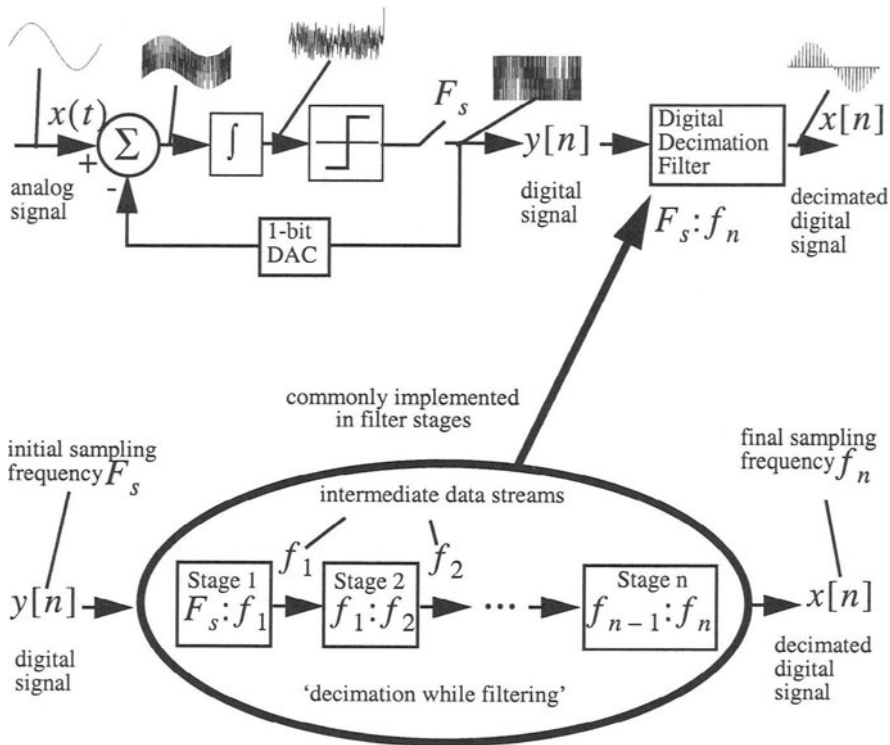 x(t)
+
Σ
-
∫
F_s
y[n]
Digital
Decimation
Filter
x[n]
analog
signal
1-bit
DAC
digital
signal
F_s:f_n
decimated
digital
signal
commonly implemented
in filter stages
initial sampling
frequency F_s
final sampling
frequency f_n
intermediate data streams
f_1
f_2
y[n]
Stage 1
F_s:f_1
Stage 2
f_1:f_2
...
Stage n
f_{n-1}:f_n
x[n]
digital
signal
'decimation while filtering'
decimated
digital
signal